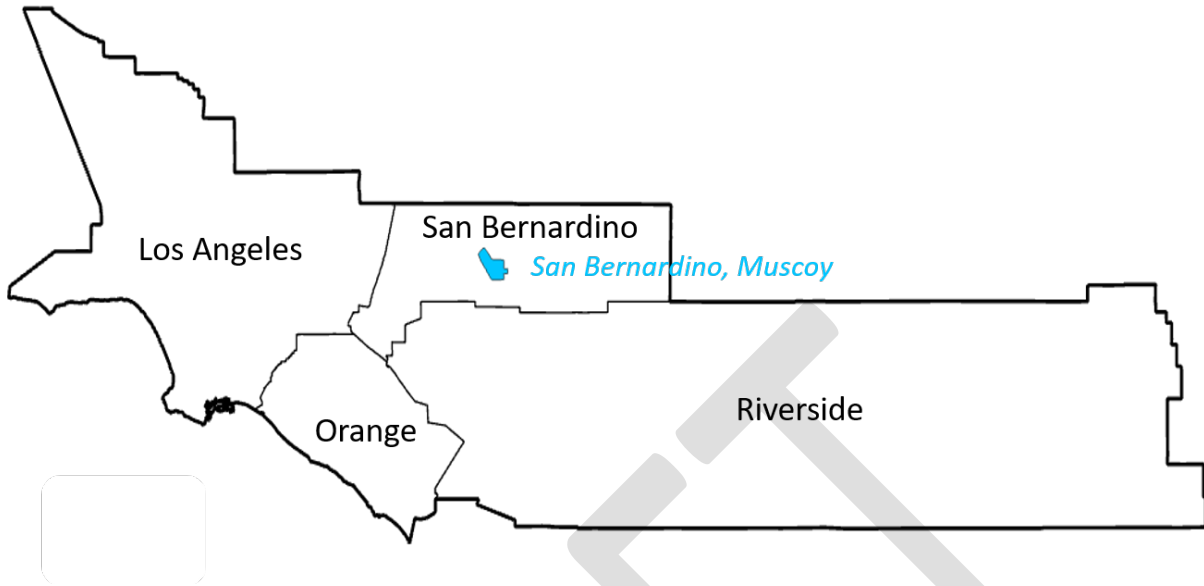 San Bernardino
Los Angeles
San Bernardino, Muscoy
Riverside
Orange